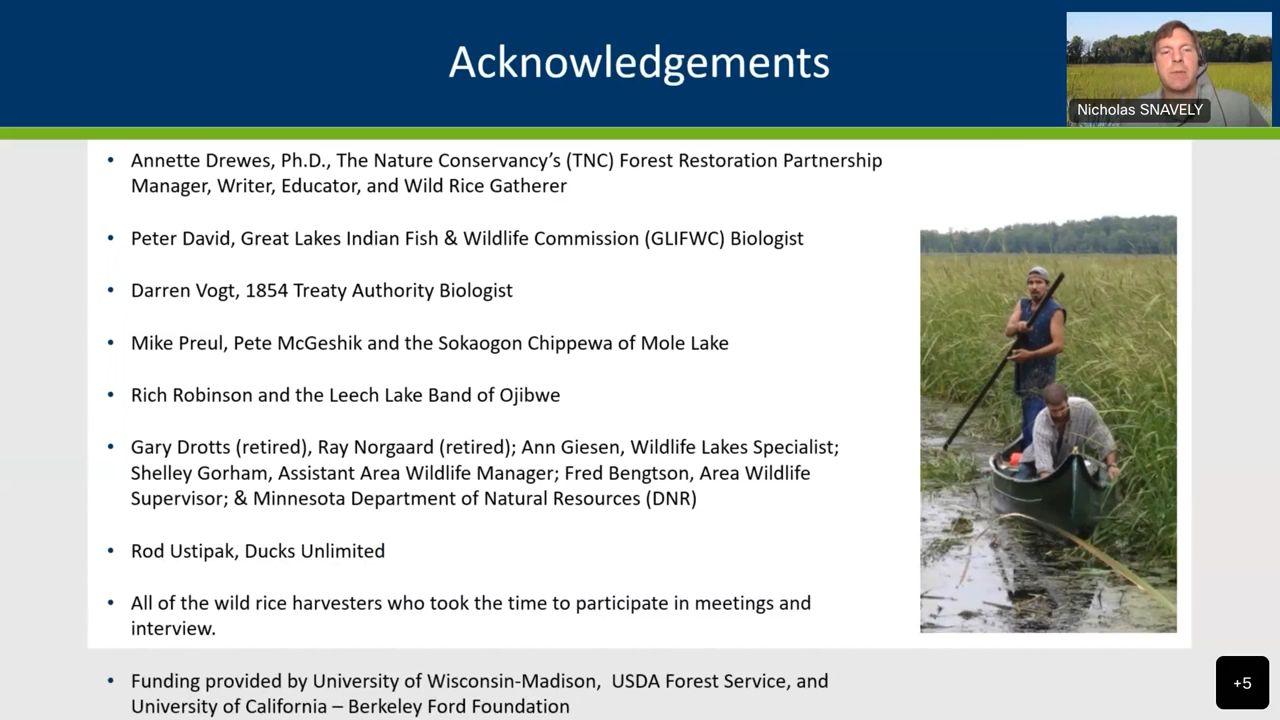 Acknowledgements
Nicholas SNAVELY
• Annette Drewes, Ph.D., The Nature Conservancy’s (TNC) Forest Restoration Partnership
Manager, Writer, Educator, and Wild Rice Gatherer
• Peter David, Great Lakes Indian Fish & Wildlife Commission (GLIFWC) Biologist
• Darren Vogt, 1854 Treaty Authority Biologist
• Mike Preul, Pete McGeshik and the Sokaogon Chippewa of Mole Lake
• Rich Robinson and the Leech Lake Band of Ojibwe
• Gary Drotts (retired), Ray Norgaard (retired); Ann Giesen, Wildlife Lakes Specialist;
Shelley Gorham, Assistant Area Wildlife Manager; Fred Bengtson, Area Wildlife
Supervisor; & Minnesota Department of Natural Resources (DNR)
• Rod Ustipak, Ducks Unlimited
• All of the wild rice harvesters who took the time to participate in meetings and
interview.
• Funding provided by University of Wisconsin-Madison,  USDA Forest Service, and
University of California – Berkeley Ford Foundation
+5